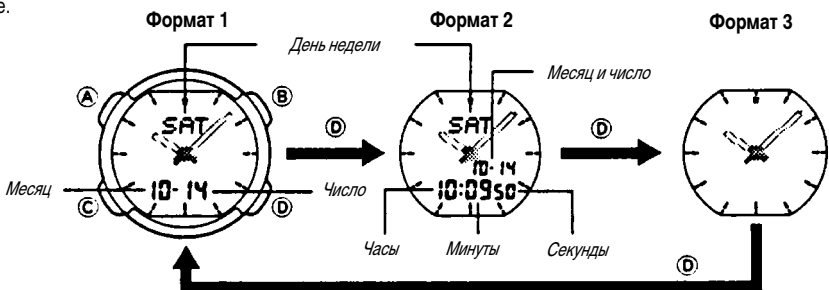 е.
Формат 1
Формат 2
Формат 3
День недели
Месяц и число
A
B
D
D
SAT
SAT
10-14
Месяц
10-14
Число
10:09 50
C
D
Часы
Минуты
Секунды
D